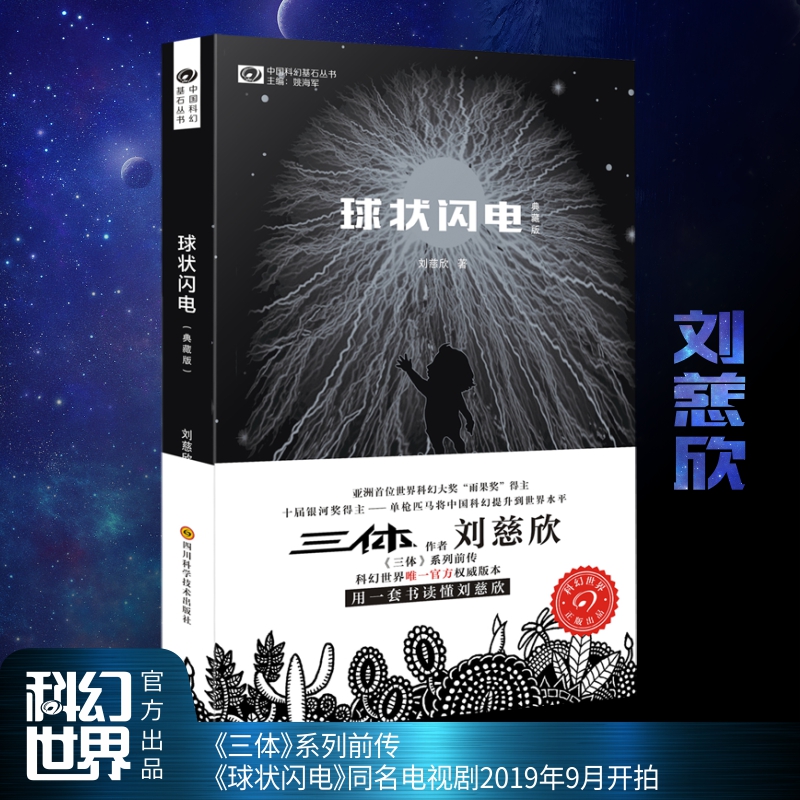 中国科幻
基石丛书
球状闪电
（典藏版）
刘慈欣
四川科学技术出版社
中国科幻基石丛书
主编：姚海军
球状闪电
典藏版
刘慈欣 著
亚洲首位世界科幻大奖“雨果奖”得主
十届银河奖得主——单枪匹马将中国科幻提升到世界水平
三体 作者 刘慈欣
《三体》系列前传
科幻世界唯一官方权威版本
用一套书读懂刘慈欣
科幻世界
正版出品
刘慈欣
科幻世界
官方出品
《三体》系列前传
《球状闪电》同名电视剧2019年9月开拍